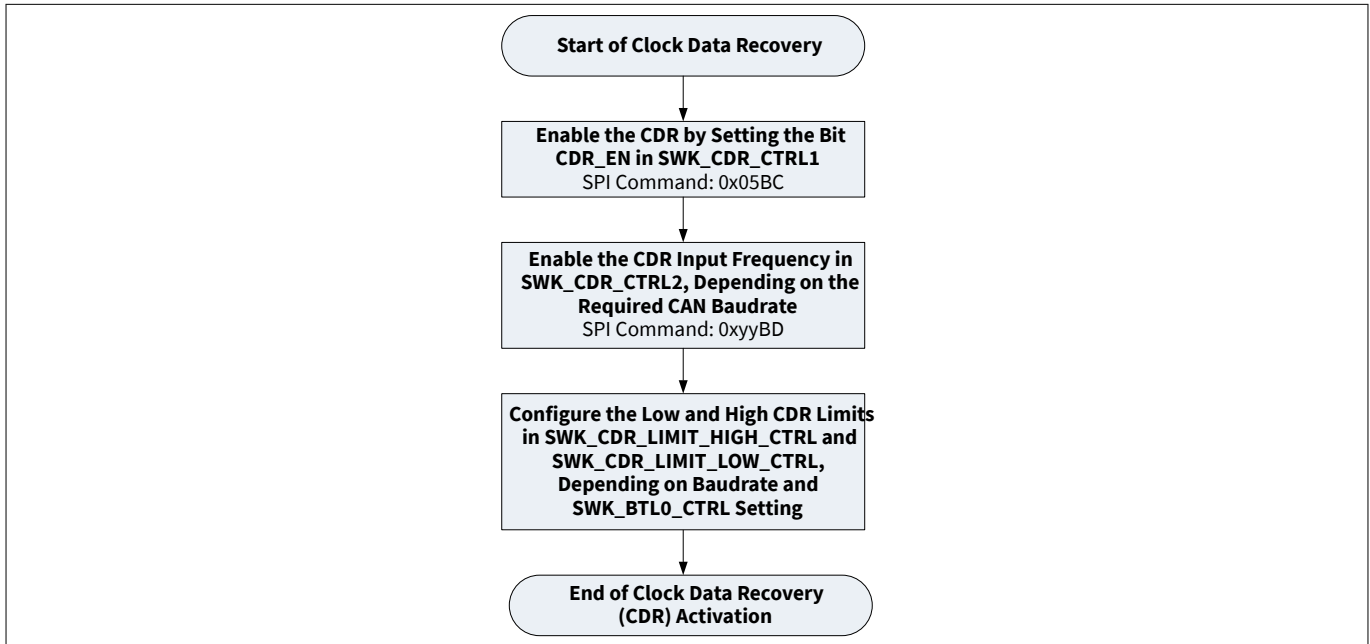 Start of Clock Data Recovery
Enable the CDR by Setting the Bit
CDR_EN in SWK_CDR_CTRL1
SPI Command: 0x05BC
Enable the CDR Input Frequency in
SWK_CDR_CTRL2, Depending on the
Required CAN Baudrate
SPI Command: 0xyyBD
Configure the Low and High CDR Limits
in SWK_CDR_LIMIT_HIGH_CTRL and
SWK_CDR_LIMIT_LOW_CTRL,
Depending on Baudrate and
SWK_BTL0_CTRL Setting
End of Clock Data Recovery
(CDR) Activation